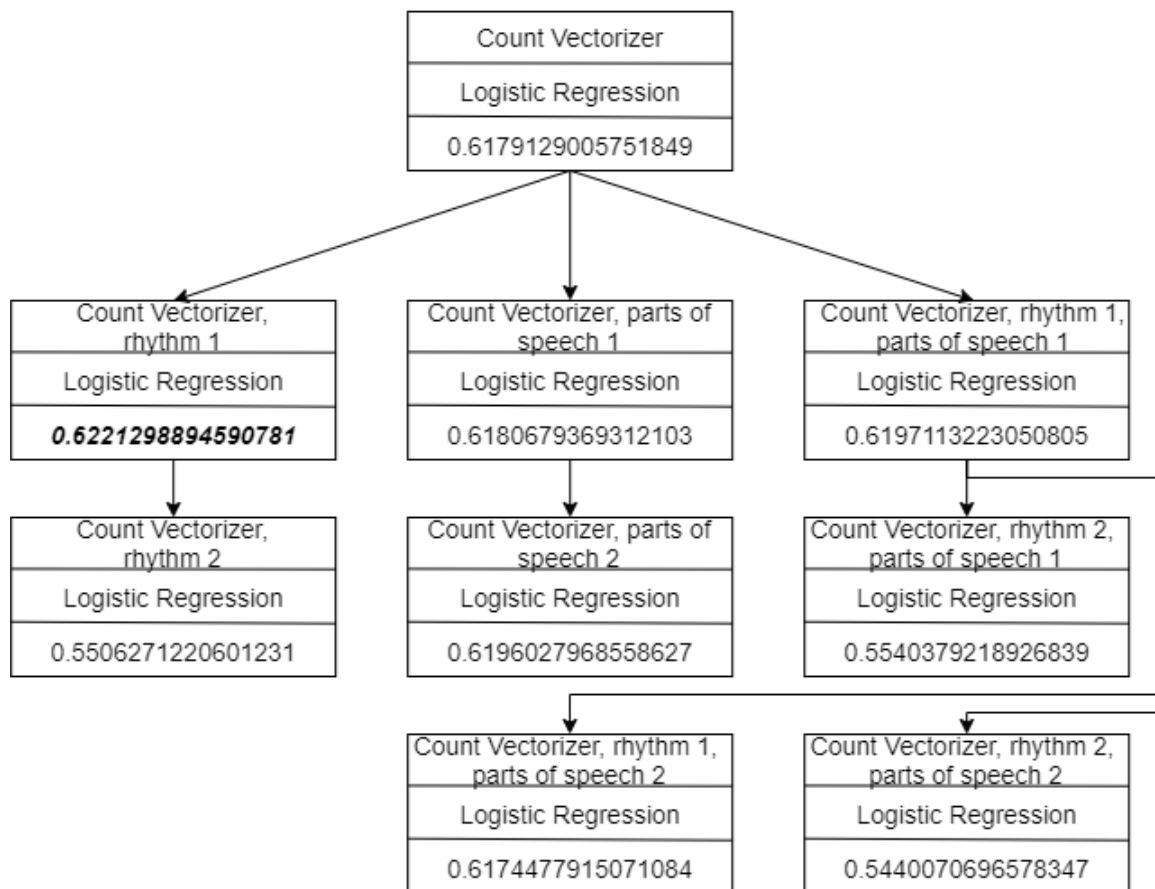 Count Vectorizer
Logistic Regression
0.6179129005751849
Count Vectorizer,
rhythm 1
Logistic Regression
0.6221298894590781
Count Vectorizer, parts of
speech 1
Logistic Regression
0.6180679369312103
Count Vectorizer, rhythm 1,
parts of speech 1
Logistic Regression
0.6197113223050805
Count Vectorizer,
rhythm 2
Logistic Regression
0.5506271220601231
Count Vectorizer, parts of
speech 2
Logistic Regression
0.6196027968558627
Count Vectorizer, rhythm 2,
parts of speech 1
Logistic Regression
0.5540379218926839
Count Vectorizer, rhythm 1,
parts of speech 2
Logistic Regression
0.6174477915071084
Count Vectorizer, rhythm 2,
parts of speech 2
Logistic Regression
0.5440070696578347